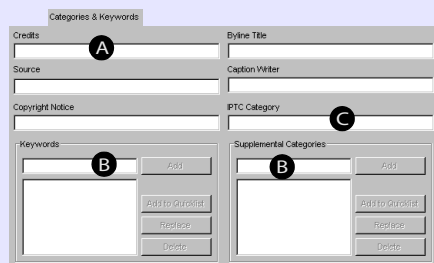 Categories & Keywords
Credits
Byline Title
A
Source
Caption Writer
Copyright Notice
IPTC Category
C
Keywords
Supplemental Categories
B
Add
B
Add
Add to Quicklist
Add to Quicklist
Replace
Replace
Delete
Delete